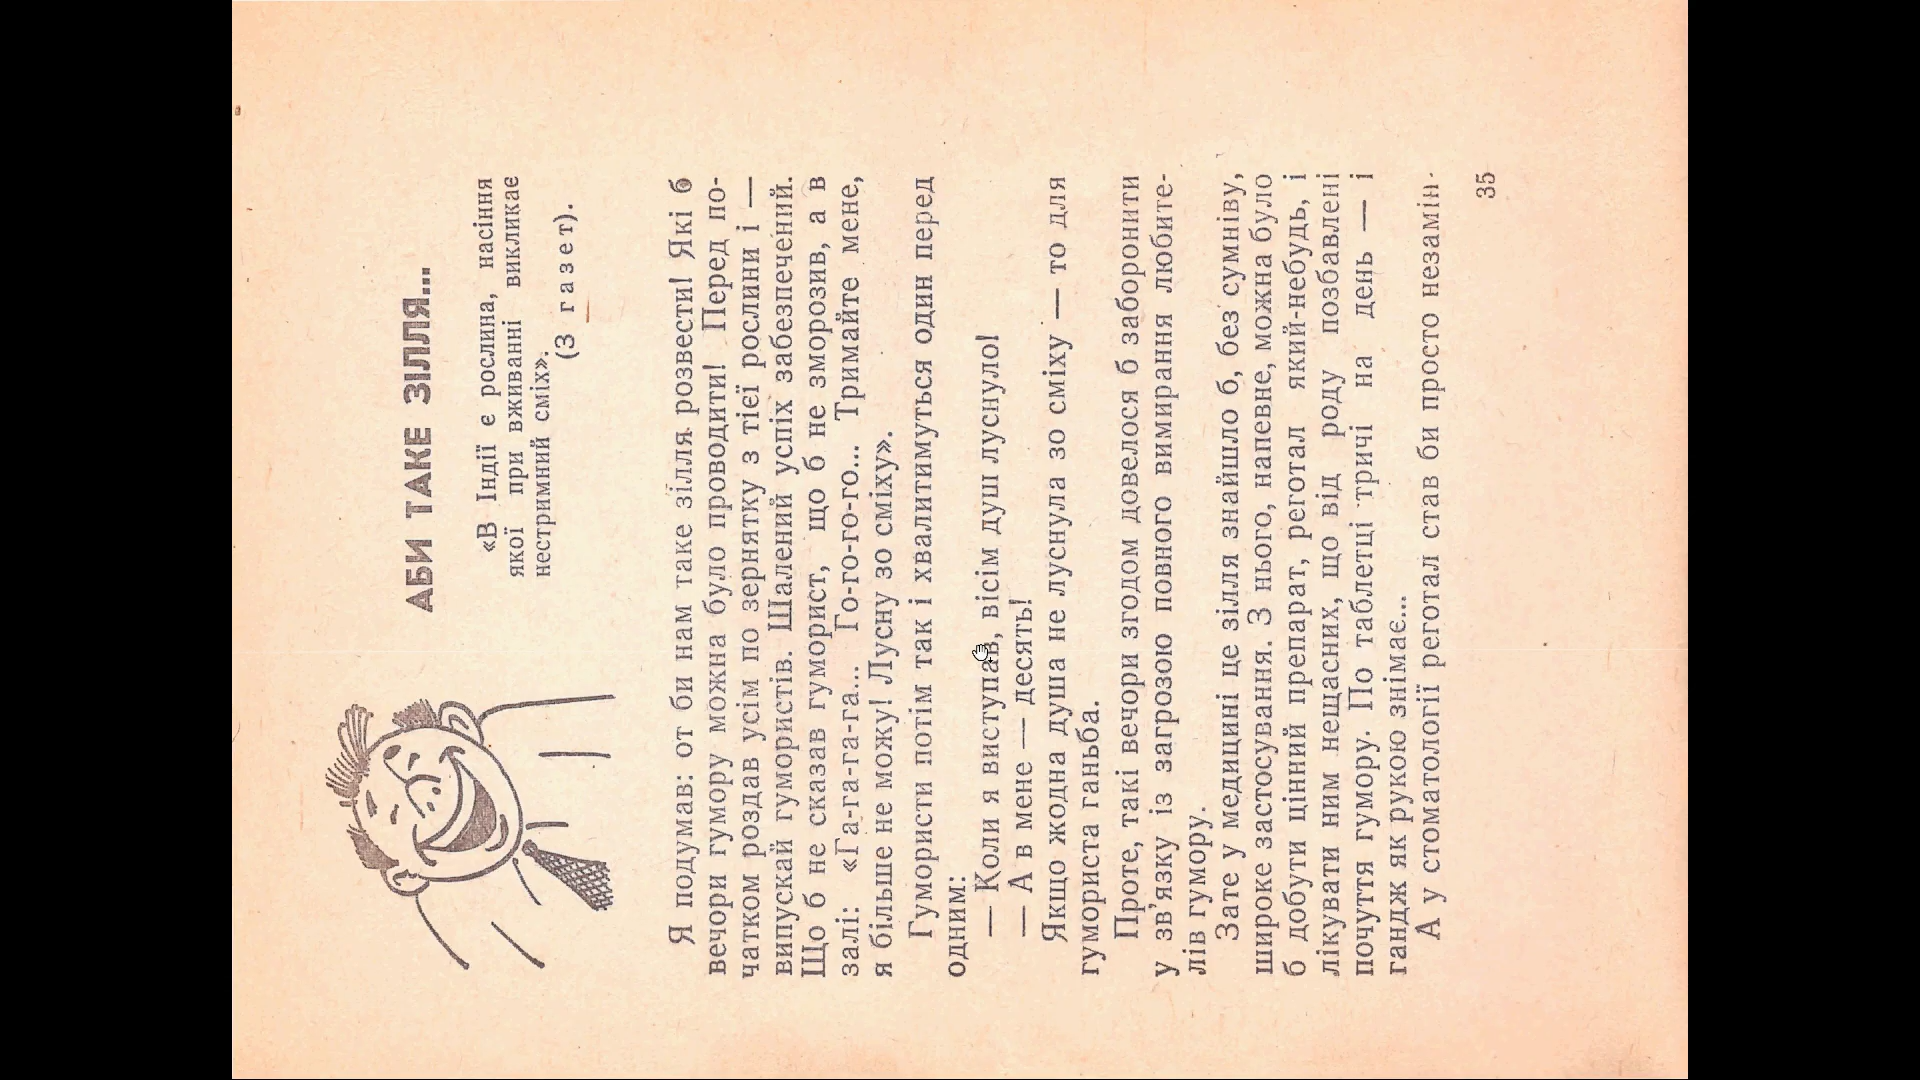 АБИ ТАКЕ ЗІЛЛЯ...
«В Індії є рослина, насіння
якої при вживанні викликає
нестримний сміх».
(З газет).
Я подумав: от би нам таке зілля розвести! Які б
вечори гумору можна було проводити! Перед по-
чатком роздав усім по зернятку з тієї рослини і —
випускай гумористів. Шалений успіх забезпечений.
Що б не сказав гуморист, що б не зморозив, а в
залі: «Га-га-га-га... Го-го-го-го... Тримайте мене,
я більше не можу! Лусну зо сміху».
Гумористи потім так і хвалитимуться один перед
одним:
— Коли я виступав, вісім душ луснуло!
— А в мене — десять!
Якщо жодна душа не луснула зо сміху — то для
гумориста ганьба.
Проте, такі вечори згодом довелося б заборонити
у зв'язку із загрозою повного вимирання любите-
лів гумору.
Зате у медицині це зілля знайшло б, без сумніву,
широке застосування. З нього, напевне, можна було
б добути цінний препарат, реготал який-небудь, і
лікувати ним нещасних, що від роду позбавлені
почуття гумору. По таблетці тричі на день — і
гандж як рукою знімає...
А у стоматології реготал став би просто незамін-
35